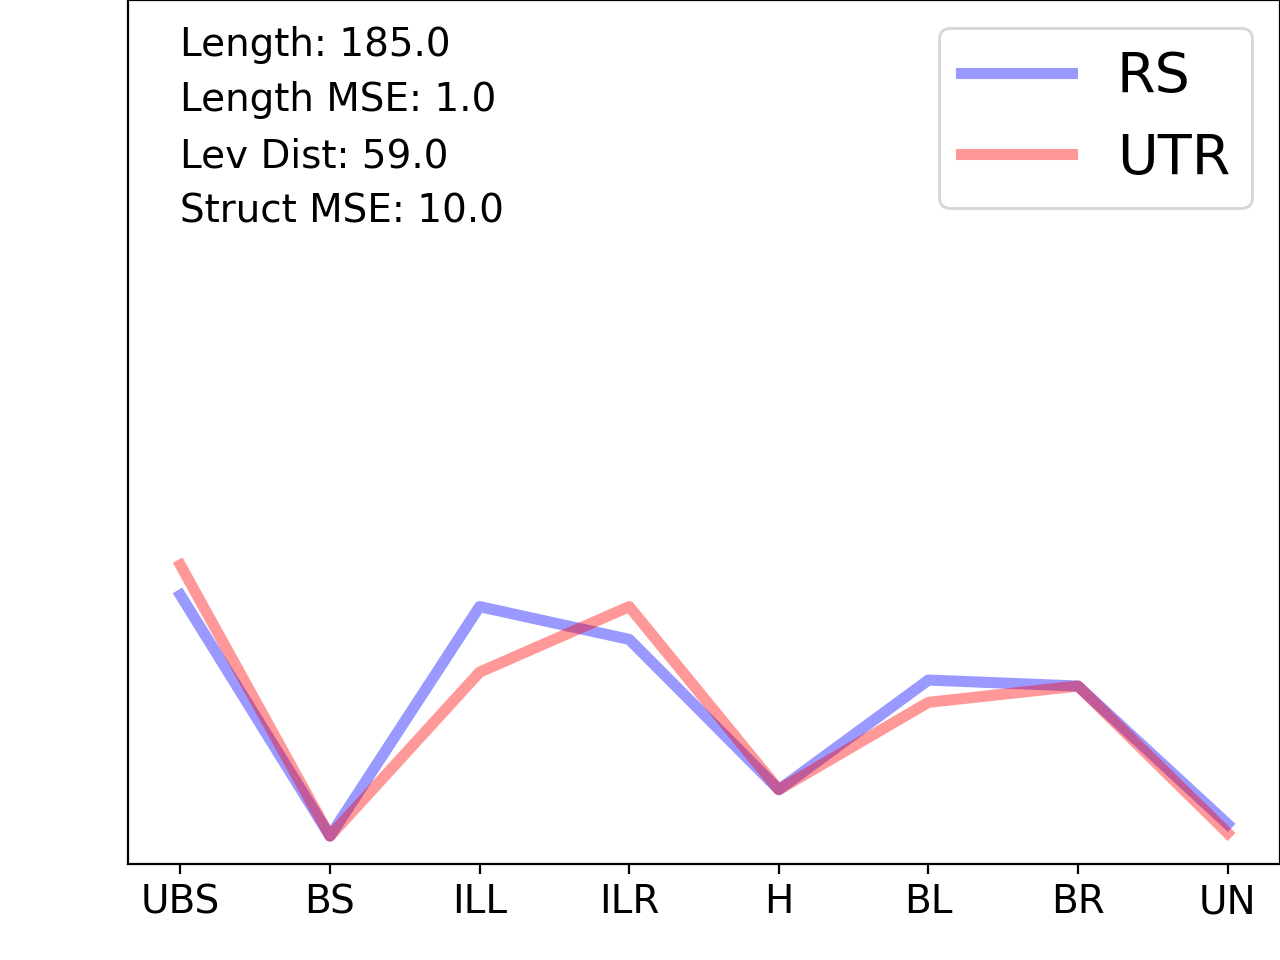 Length: 185.0
Length MSE: 1.0
Lev Dist: 59.0
Struct MSE: 10.0
RS
UTR
UBS BS ILL ILR H BL BR UN